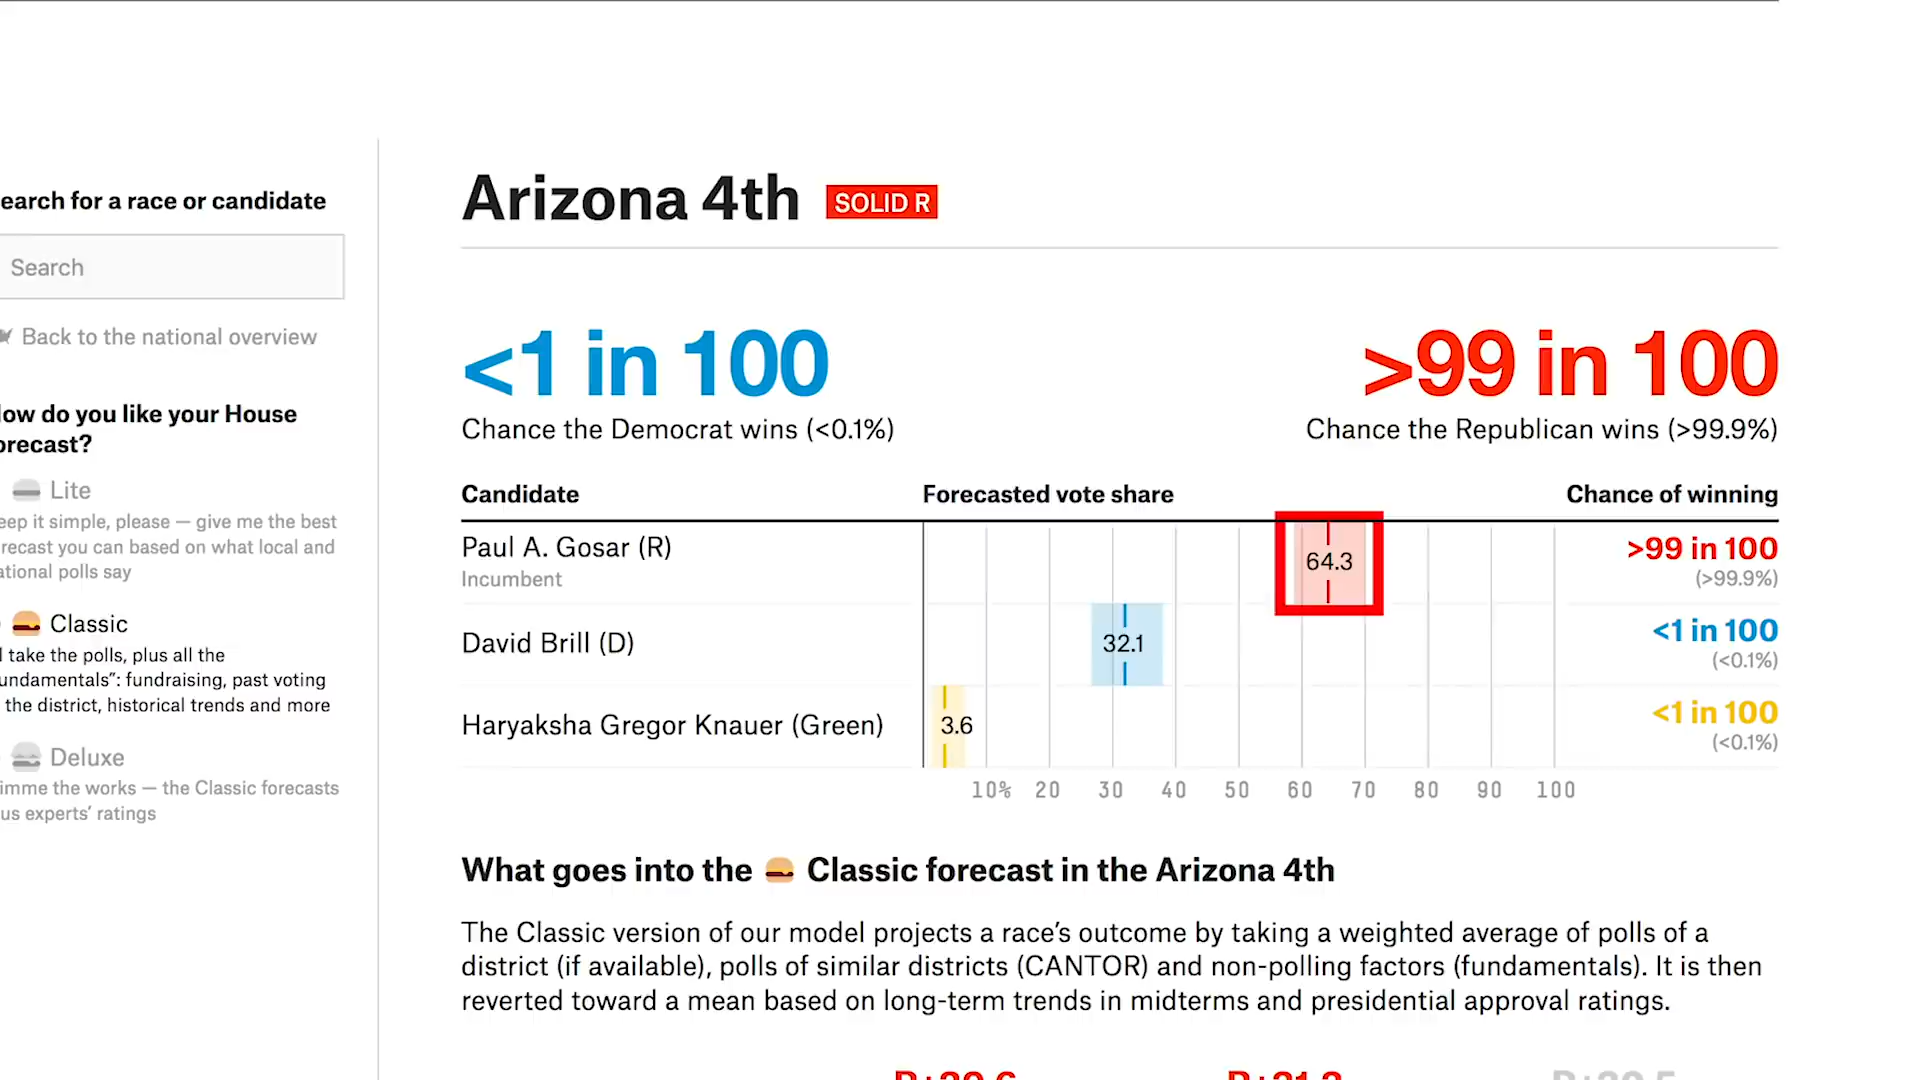 earch for a race or candidate
Search
Back to the national overview
ow do you like your House
orecast?
Lite
eep it simple, please — give me the best
recast you can based on what local and
ational polls say
Classic
l take the polls, plus all the
undamentals”: fundraising, past voting
the district, historical trends and more
Deluxe
imme the works — the Classic forecasts
us experts’ ratings
Arizona 4th SOLID R
<1 in 100
Chance the Democrat wins (<0.1%)
>99 in 100
Chance the Republican wins (>99.9%)
Candidate Forecasted vote share Chance of winning
Paul A. Gosar (R) 64.3 >99 in 100
Incumbent (>99.9%)
David Brill (D) 32.1 <1 in 100
(<0.1%)
Haryaksha Gregor Knauer (Green) 3.6 <1 in 100
(<0.1%)
10% 20 30 40 50 60 70 80 90 100
What goes into the Classic forecast in the Arizona 4th
The Classic version of our model projects a race’s outcome by taking a weighted average of polls of a
district (if available), polls of similar districts (CANTOR) and non-polling factors (fundamentals). It is then
reverted toward a mean based on long-term trends in midterms and presidential approval ratings.